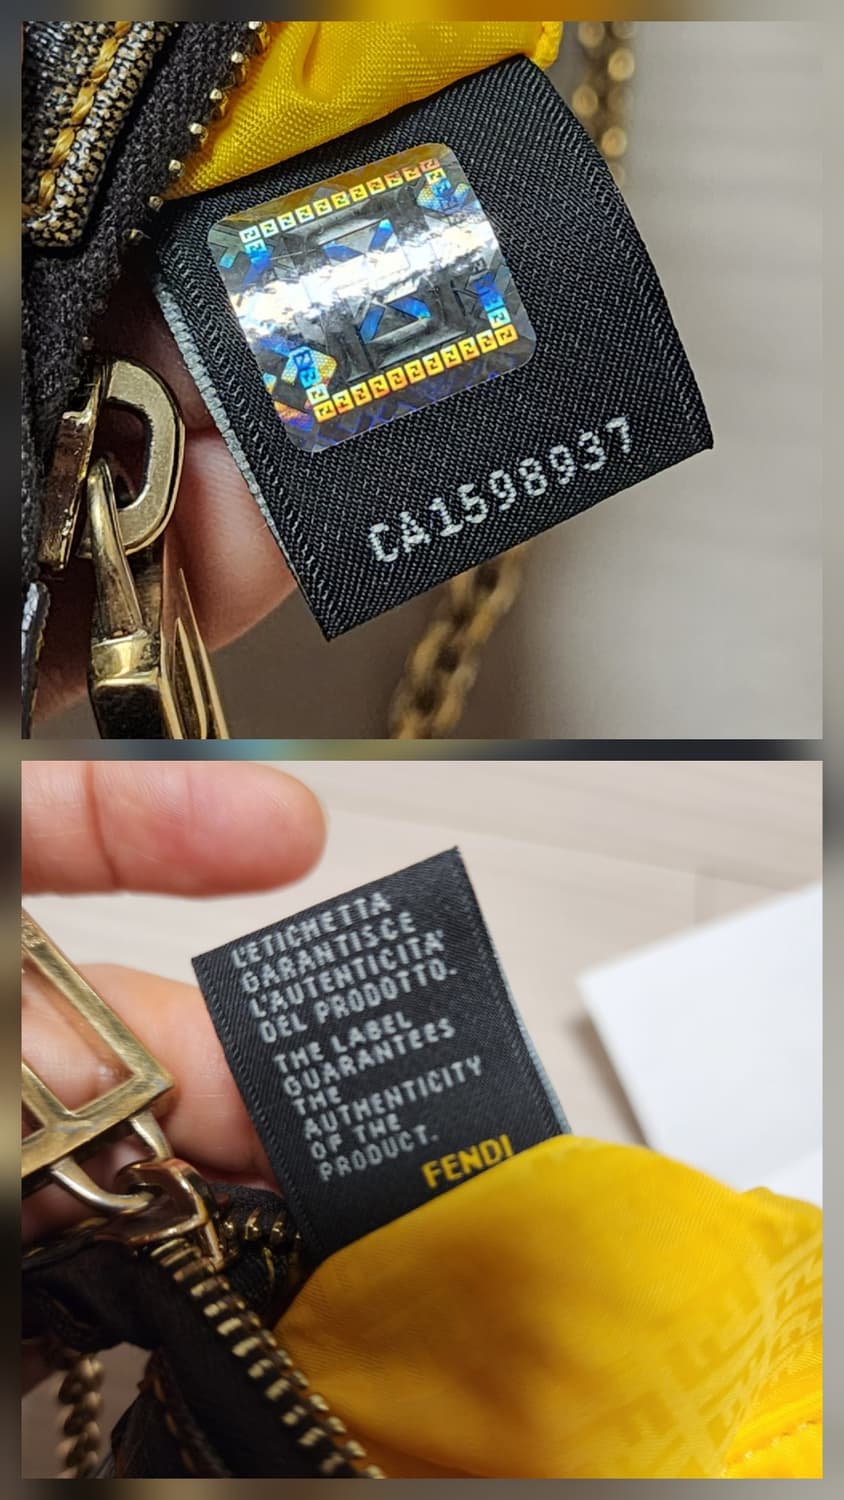 CA1598937
L'ETICHETTA
GARANTISCE
L'AUTENTICITA'
DEL PRODOTTO.
THE LABEL
GUARANTEES
THE
AUTHENTICITY
OF THE
PRODUCT.
FENDI